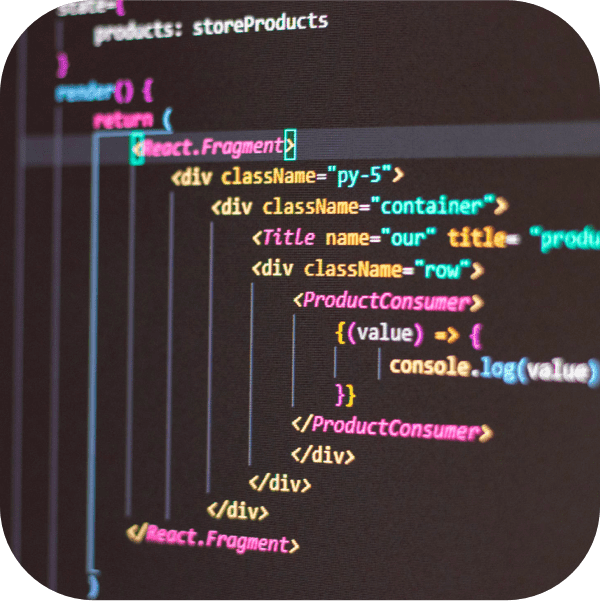 state={
products: storeProducts
}
render() {
return (
<React.Fragment>
<div className="py-5">
<div className="container">
<Title name="our" title= "produ
<div className="row">
<ProductConsumer>
{(value) => {
console.log(value)
}}
</ProductConsumer>
</div>
</div>
</div>
</React.Fragment>
)